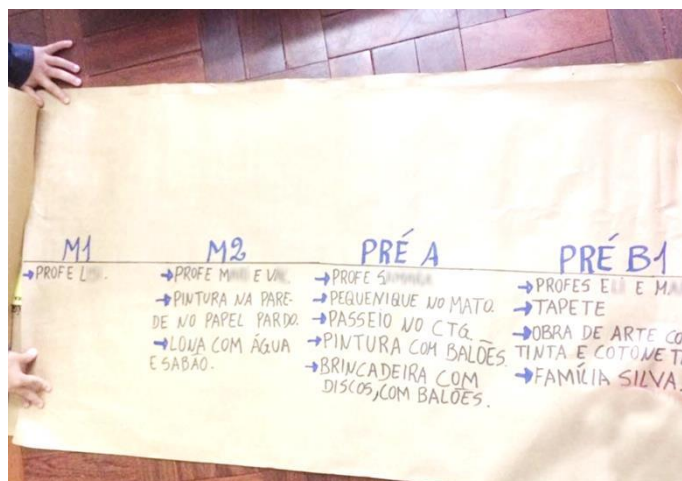 M1
→PROFE L
M2
→PROFE M E V
→PINTURA NA PARE-
DE NO PAPEL PARDO.
→LONA COM ÁGUA
E SABÃO.
PRÉ A
→PROFE
→PEQUENIQUE NO MATO.
→PASSEIO NO CTG.
→PINTURA COM BALÕES.
→BRINCADEIRA COM
DISCOS, COM BALÕES.
PRÉ B1
→PROFES E E
→TAPETE
→OBRA DE ARTE CO
TINTA E COTONET
→FAMÍLIA SILVA.